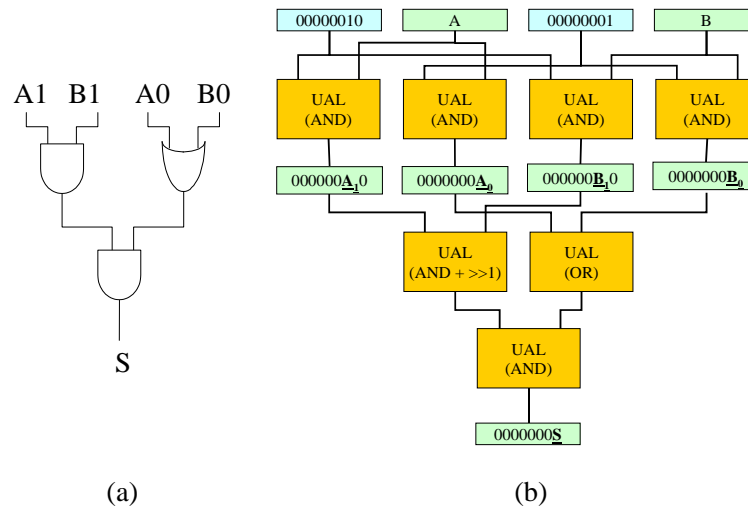 A1 B1 A0 B0
S
(a)
00000010 A 00000001 B
UAL UAL UAL UAL
(AND) (AND) (AND) (AND)
000000A₁0 0000000A₀ 000000B₁0 0000000B₀
UAL UAL
(AND + >>1) (OR)
UAL
(AND)
0000000S
(b)